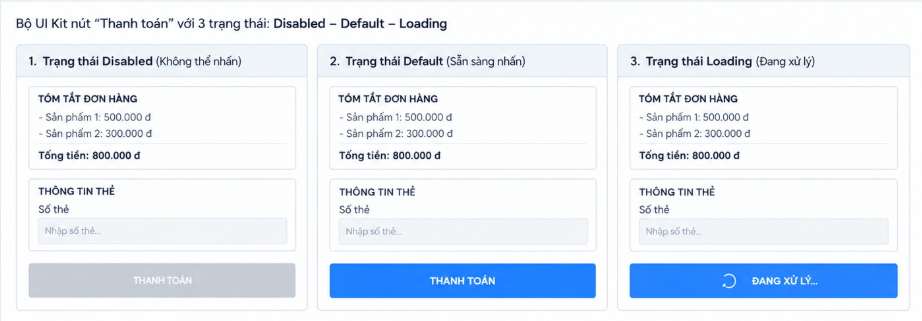 Bộ UI Kit nút “Thanh toán” với 3 trạng thái: Disabled – Default – Loading
1. Trạng thái Disabled (Không thể nhấn)
TÓM TẮT ĐƠN HÀNG
- Sản phẩm 1: 500.000 đ
- Sản phẩm 2: 300.000 đ
Tổng tiền: 800.000 đ
THÔNG TIN THẺ
Số thẻ
Nhập số thẻ...
THANH TOÁN
2. Trạng thái Default (Sẵn sàng nhấn)
TÓM TẮT ĐƠN HÀNG
- Sản phẩm 1: 500.000 đ
- Sản phẩm 2: 300.000 đ
Tổng tiền: 800.000 đ
THÔNG TIN THẺ
Số thẻ
Nhập số thẻ...
THANH TOÁN
3. Trạng thái Loading (Đang xử lý)
TÓM TẮT ĐƠN HÀNG
- Sản phẩm 1: 500.000 đ
- Sản phẩm 2: 300.000 đ
Tổng tiền: 800.000 đ
THÔNG TIN THẺ
Số thẻ
Nhập số thẻ...
ĐANG XỬ LÝ...